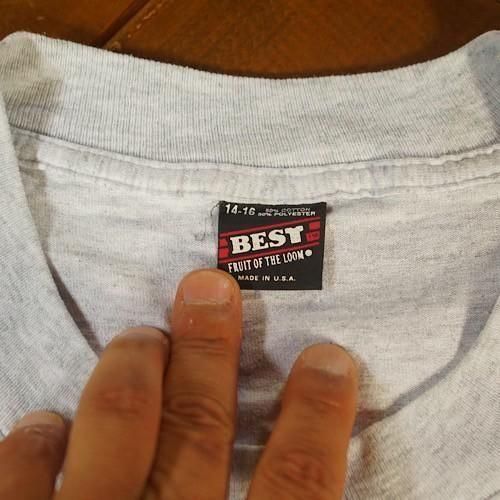 14-16 50% COTTON
50% POLYESTER
BEST
FRUIT OF THE LOOM
MADE IN U.S.A.